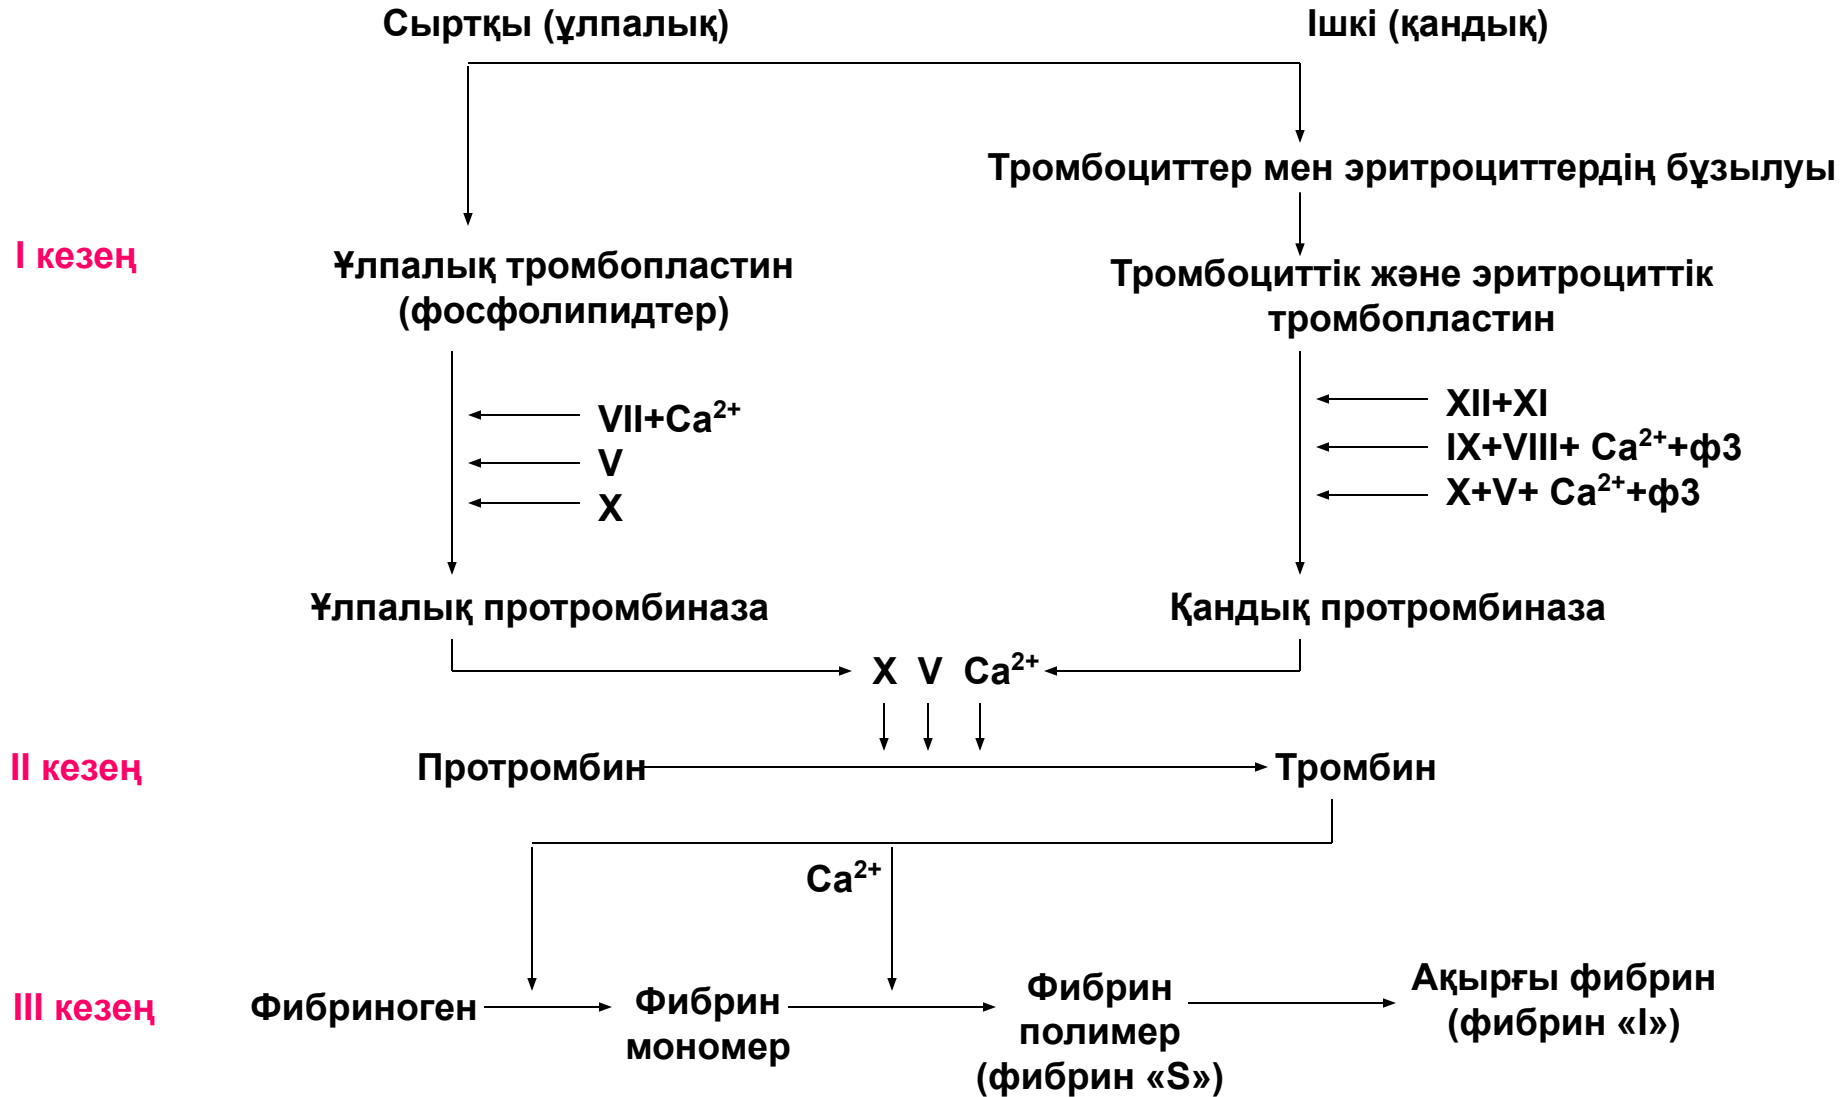 Сыртқы (ұлпалық)
Ішкі (қандық)
Тромбоциттер мен эритроциттердің бұзылуы
I кезең
Ұлпалық тромбопластин
(фосфолипидтер)
Тромбоциттік және эритроциттік
тромбопластин
VII+Ca²⁺
V
X
XII+XI
IX+VIII+ Ca²⁺+ф3
X+V+ Ca²⁺+ф3
Ұлпалық протромбиназа
Қандық протромбиназа
X V Ca²⁺
II кезең
Протромбин
Тромбин
Ca²⁺
III кезең
Фибриноген
Фибрин
мономер
Фибрин
полимер
(фибрин «S»)
Ақырғы фибрин
(фибрин «I»)